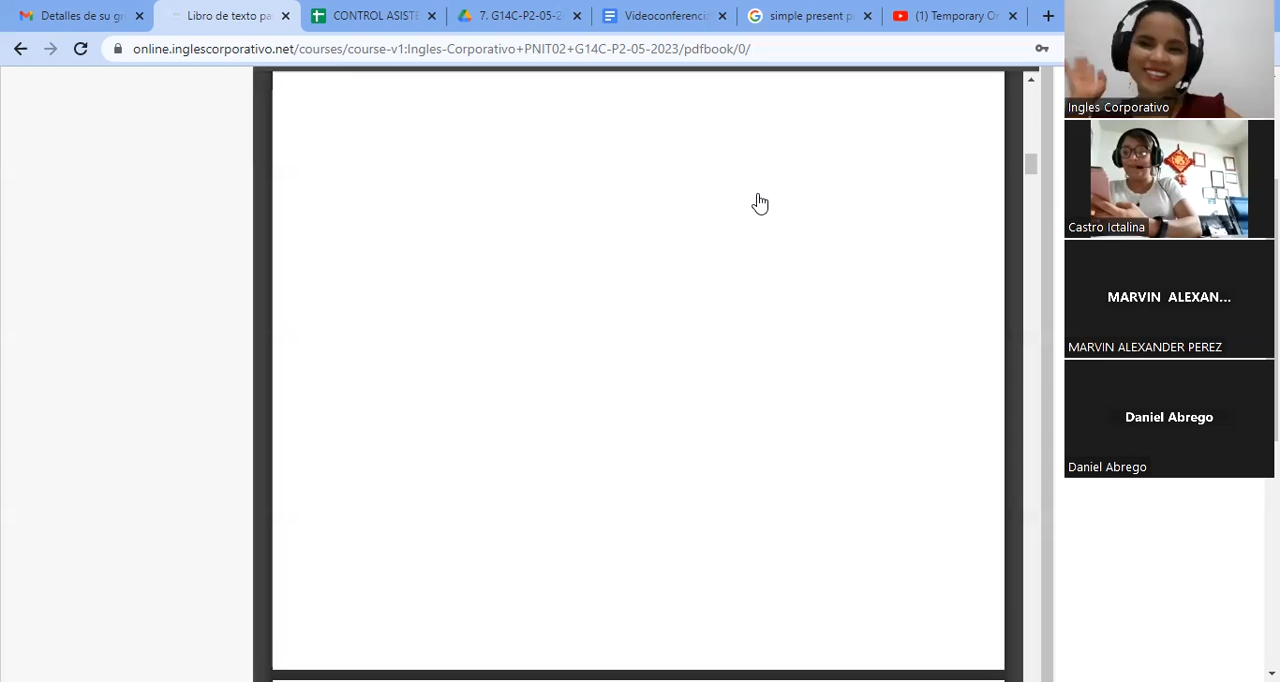 Detalles de su gr
Libro de texto pa
CONTROL ASIST
7. G14C-P2-05-2
Videoconferenci
simple present p
(1) Temporary Or
online.inglescorporativo.net/courses/course-v1:Ingles-Corporativo+PNIT02+G14C-P2-05-2023/pdfbook/0/
Ingles Corporativo
Castro Ictalina
MARVIN ALEXAN...
MARVIN ALEXANDER PEREZ
Daniel Abrego
Daniel Abrego